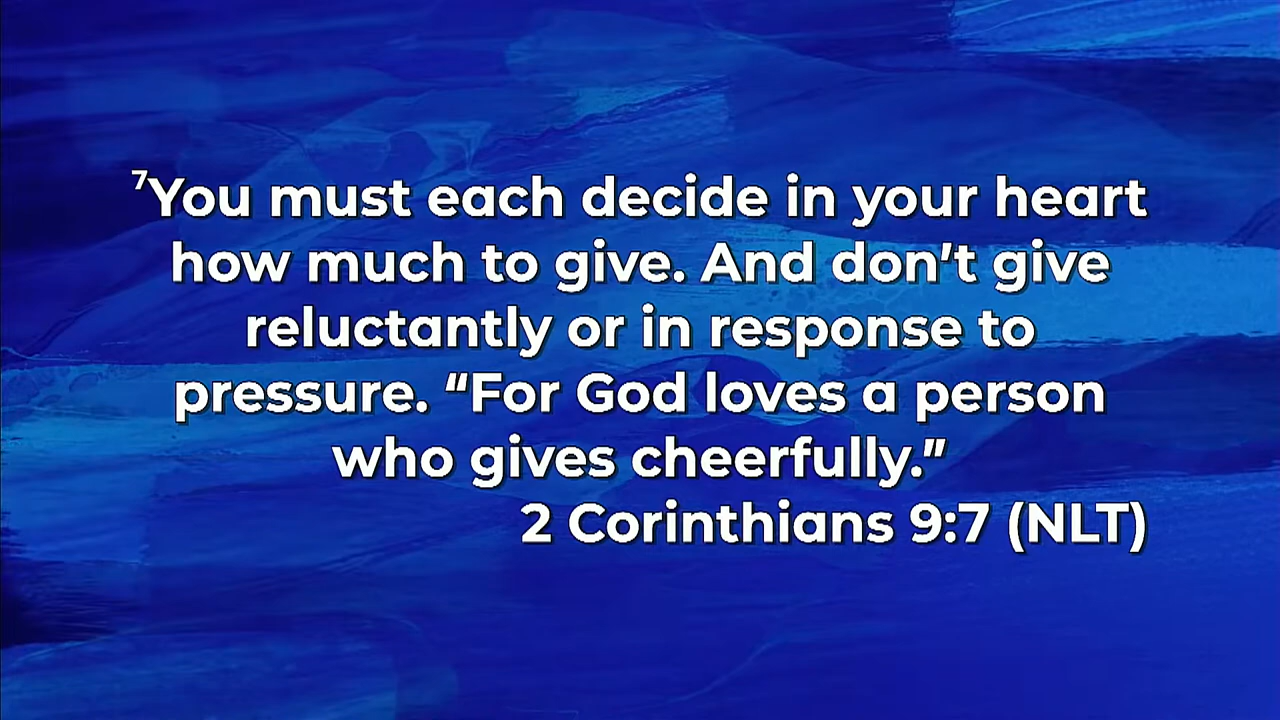 ⁷You must each decide in your heart
how much to give. And don't give
reluctantly or in response to
pressure. "For God loves a person
who gives cheerfully."
2 Corinthians 9:7 (NLT)